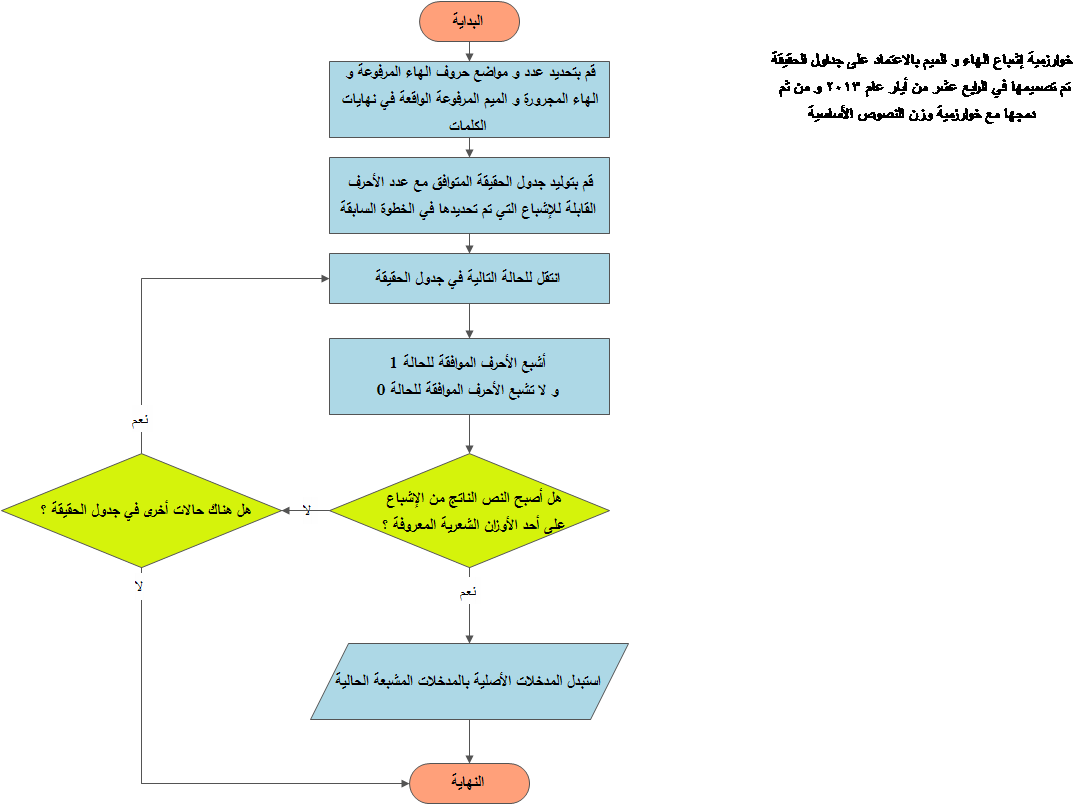 البداية
خوارزمية إشباع الهاء و الميم بالاعتماد على جداول الحقيقة
تم تصميمها في الرابع عشر من أيار عام ٢٠١٣ و من ثم
دمجها مع خوارزمية وزن النصوص الأساسية
قم بتحديد عدد و مواضع حروف الهاء المرفوعة و
الهاء المجرورة و الميم المرفوعة الواقعة في نهايات
الكلمات
قم بتوليد جدول الحقيقة المتوافق مع عدد الأحرف
القابلة للإشباع التي تم تحديدها في الخطوة السابقة
انتقل للحالة التالية في جدول الحقيقة
أشبع الأحرف الموافقة للحالة 1
و لا تشبع الأحرف الموافقة للحالة 0
نعم
هل أصبح النص الناتج من الإشباع
على أحد الأوزان الشعرية المعروفة ؟
لا
هل هناك حالات أخرى في جدول الحقيقة ؟
لا
نعم
استبدل المدخلات الأصلية بالمدخلات المشبعة الحالية
النهاية